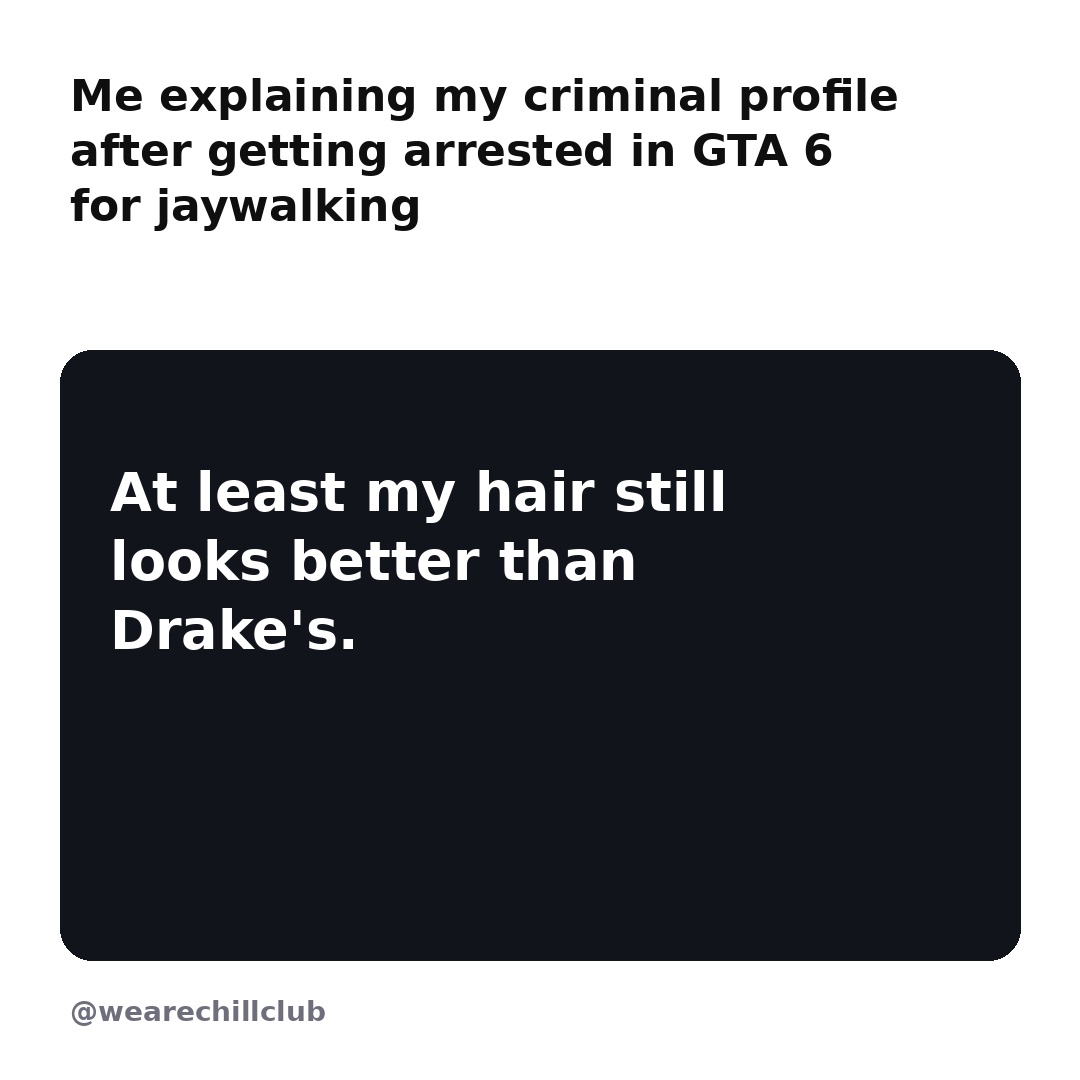 Me explaining my criminal profile
after getting arrested in GTA 6
for jaywalking
At least my hair still
looks better than
Drake's.
@wearechillclub